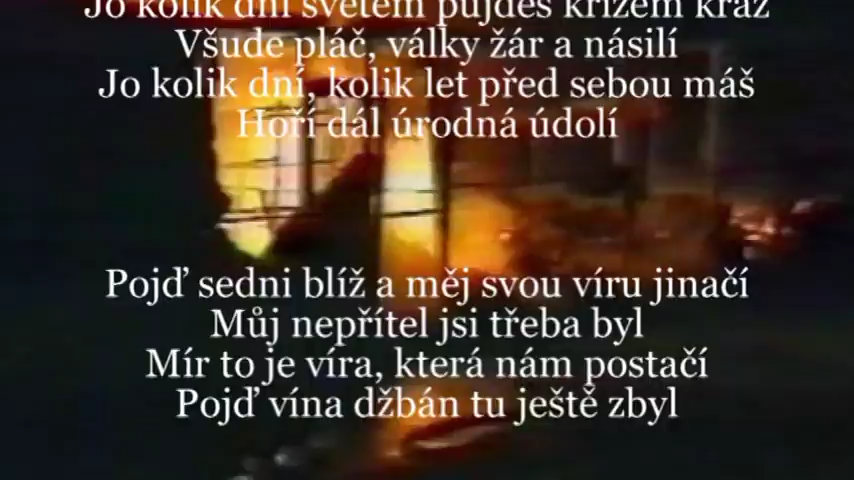 Jo kolik dní světem půjdeš křížem kráž
Všude pláč, války žár a násilí
Jo kolik dní, kolik let před sebou máš
Hoří dál úrodná údolí
Pojď sedni blíž a měj svou víru jinačí
Můj nepřítel jsi třeba byl
Mír to je víra, která nám postačí
Pojď vína džbán tu ještě zbyl